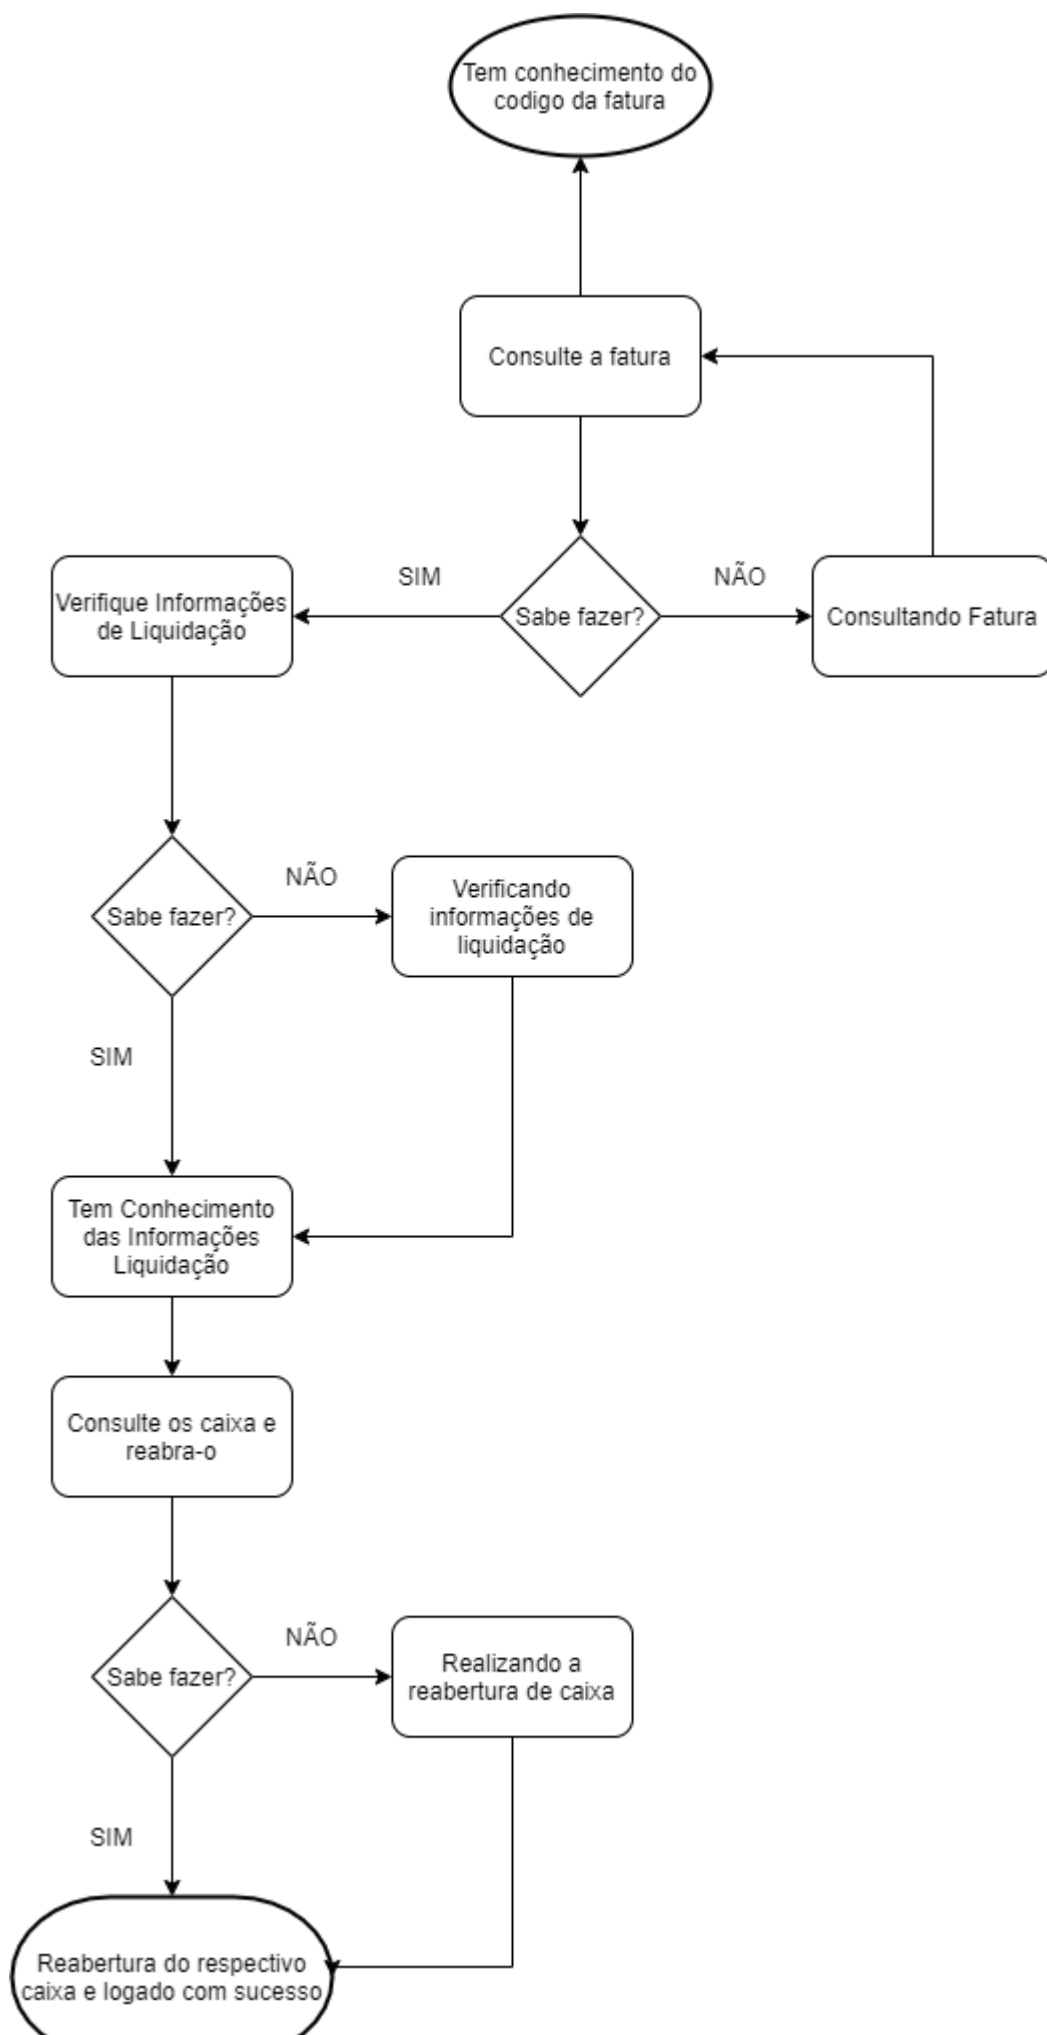 Tem conhecimento do
codigo da fatura
Consulte a fatura
SIM
NÃO
Verifique Informações
de Liquidação
Sabe fazer?
Consultando Fatura
NÃO
Sabe fazer?
Verificando
informações de
liquidação
SIM
Tem Conhecimento
das Informações
Liquidação
Consulte os caixa e
reabra-o
NÃO
Sabe fazer?
Realizando a
reabertura de caixa
SIM
Reabertura do respectivo
caixa e logado com sucesso